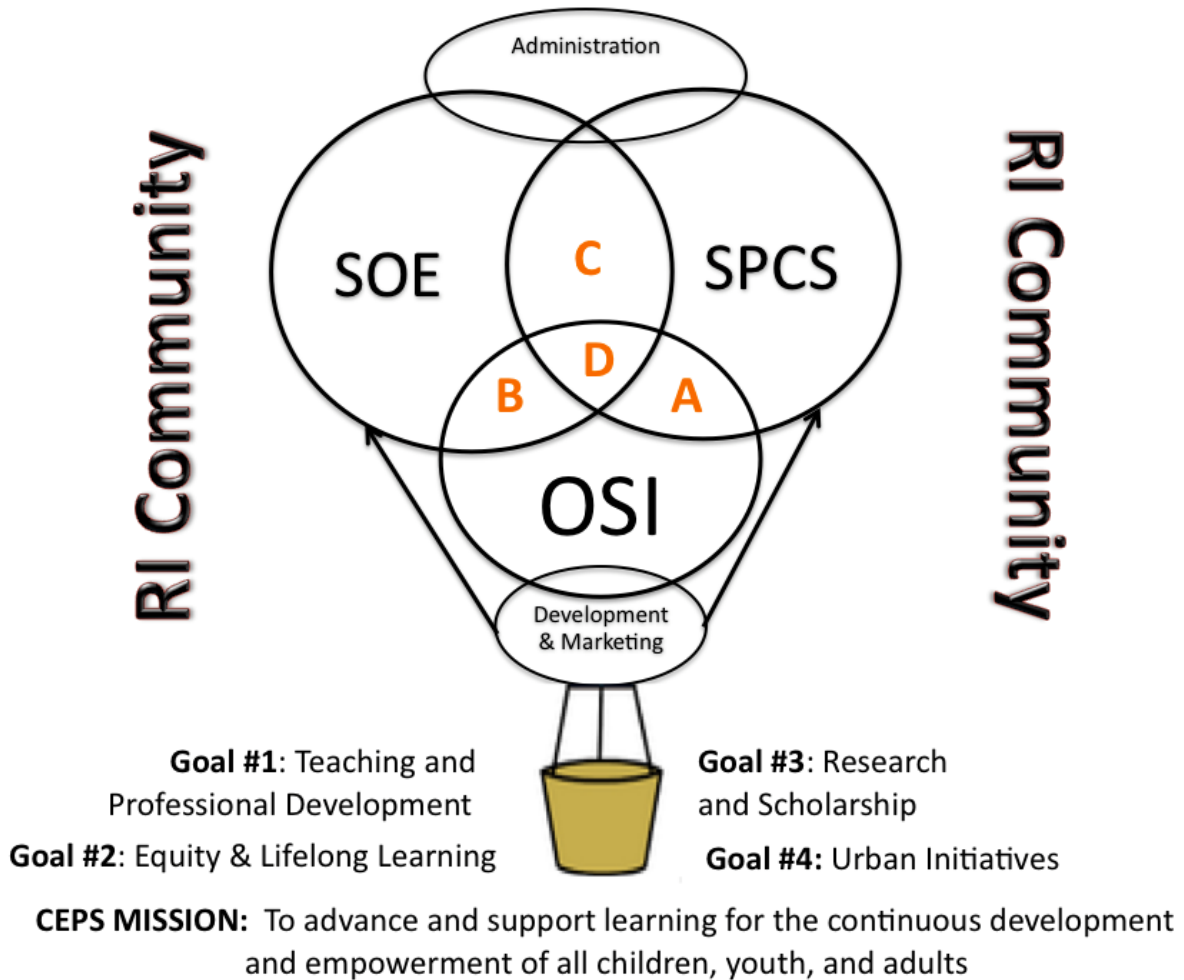 Administration
RI Community
RI Community
SOE
C
SPCS
D
B
A
OSI
Development
& Marketing
Goal #1: Teaching and
Professional Development
Goal #2: Equity & Lifelong Learning
Goal #3: Research
and Scholarship
Goal #4: Urban Initiatives
CEPS MISSION: To advance and support learning for the continuous development
and empowerment of all children, youth, and adults